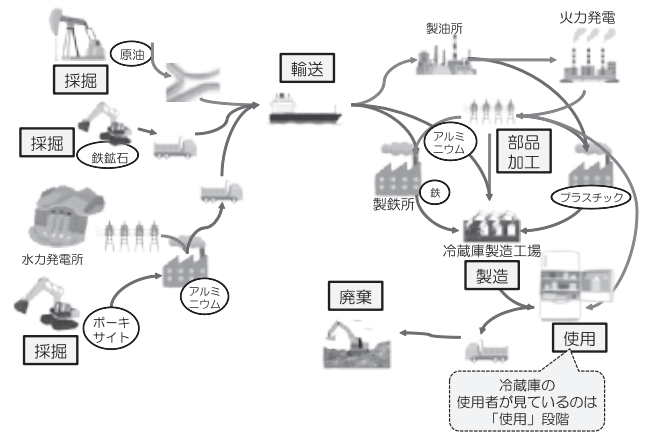 原油
採掘
輸送
製油所
火力発電
採掘
鉄鉱石
アルミ
ニウム
部品
加工
製鉄所
鉄
プラスチック
水力発電所
冷蔵庫製造工場
アルミ
ニウム
製造
ボーキ
サイト
採掘
廃棄
使用
冷蔵庫の
使用者が見ているのは
「使用」段階